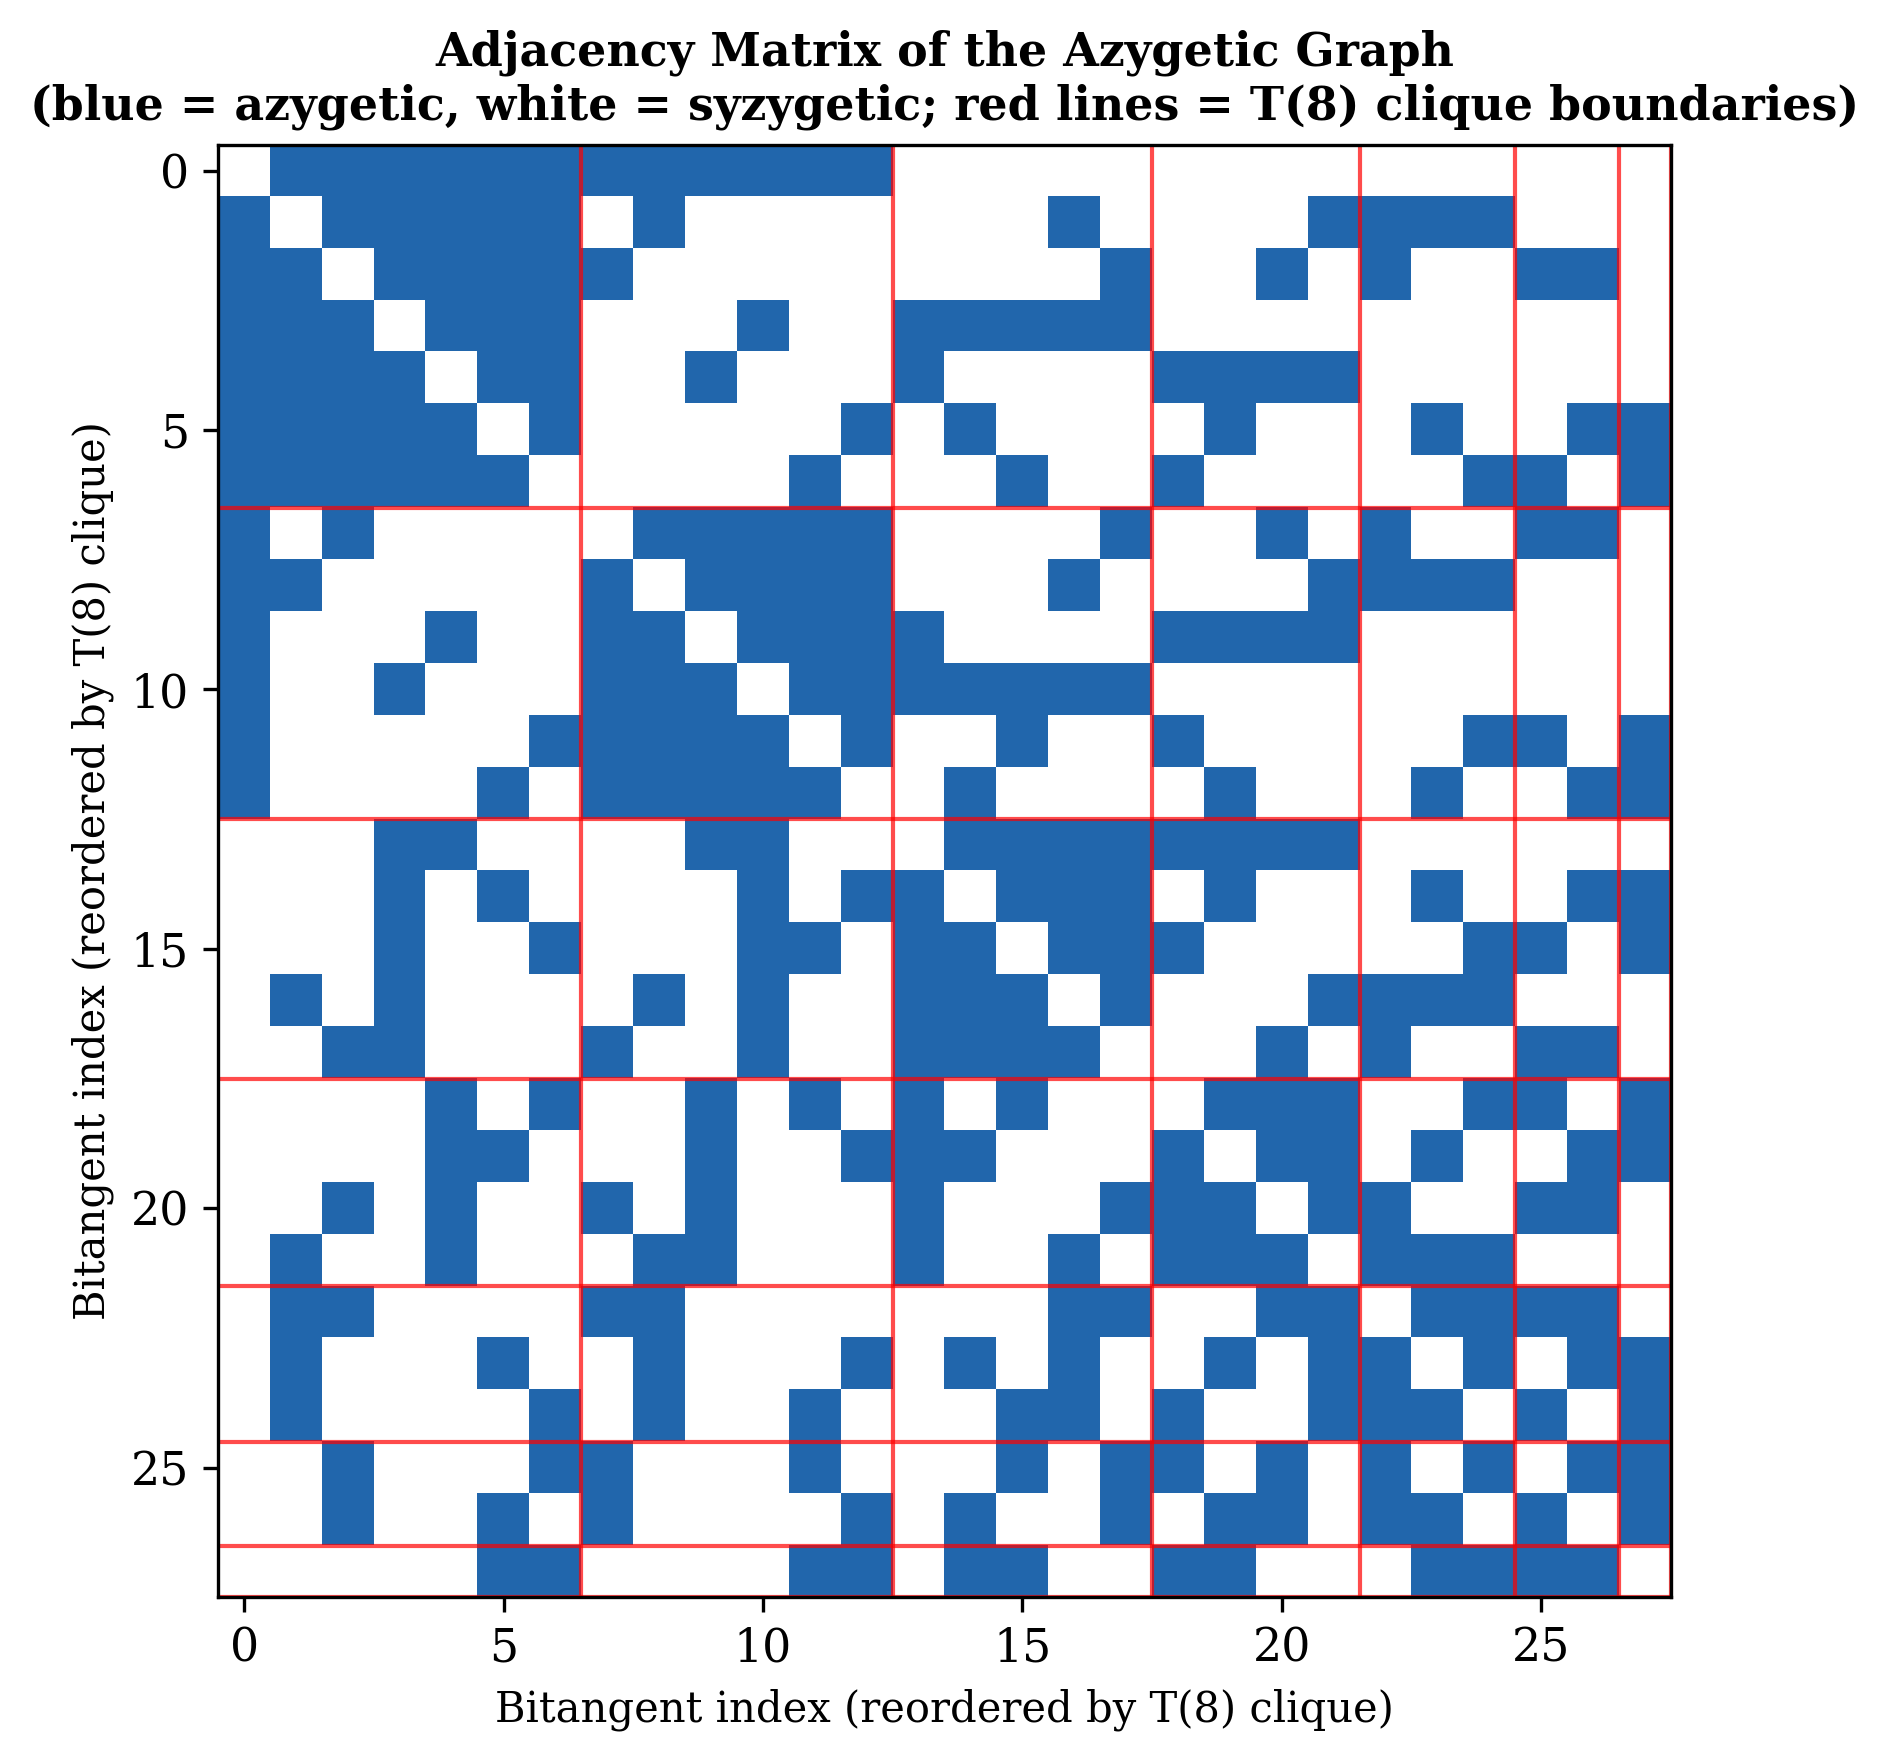 Adjacency Matrix of the Azygetic Graph
(blue = azygetic, white = syzygetic; red lines = T(8) clique boundaries)
Bitangent index (reordered by T(8) clique)
0
5
10
15
20
25
0 5 10 15 20 25
Bitangent index (reordered by T(8) clique)